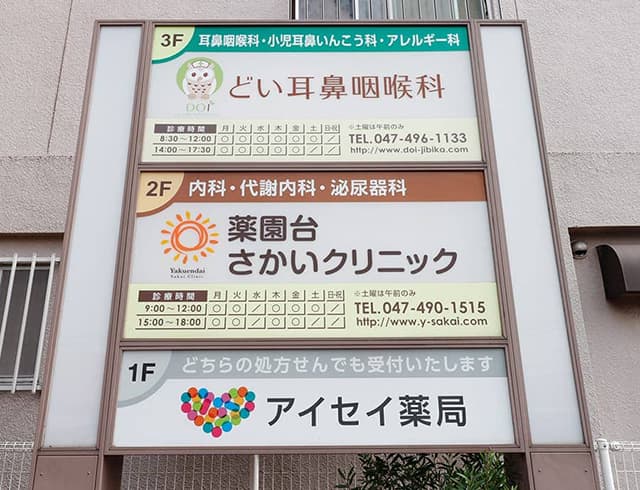 3F 耳鼻咽喉科・小児耳鼻いんこう科・アレルギー科
DOI
どい耳鼻咽喉科
診療時間 月 火 水 木 金 土 日/祝
8:30～12:00 ○ ○ ○ ○ ○ ○ ／
14:00～17:30 ○ ○ ○ ○ ○ ／ ／
※土曜は午前のみ
TEL.047-496-1133
http://www.doi-jibika.com
2F 内科・代謝内科・泌尿器科
Yakuendai
Sakai Clinic
薬園台
さかいクリニック
診療時間 月 火 水 木 金 土 日/祝
9:00～12:00 ○ ○ ／ ○ ○ ○ ／
15:00～18:00 ○ ○ ／ ○ ○ ／ ／
※土曜は午前のみ
TEL.047-490-1515
http://www.y-sakai.com
1F どちらの処方せんでも受付いたします
アイセイ薬局